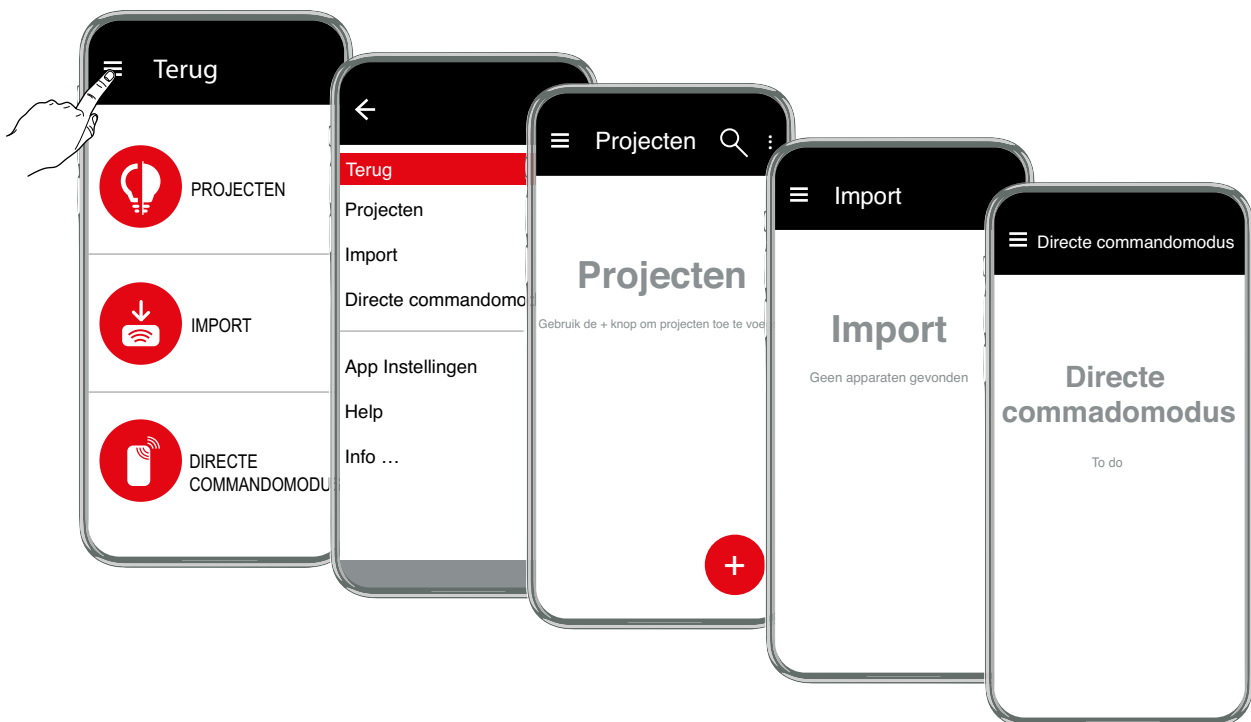 Terug
PROJECTEN
IMPORT
DIRECTE
COMMANDOMODUS
Terug
Projecten
Import
Directe commandomod
App Instellingen
Help
Info ...
Projecten
Projecten
Gebruik de + knop om projecten toe te voe
+
Import
Import
Geen apparaten gevonden
Directe commandomodus
Directe
commadomodus
To do